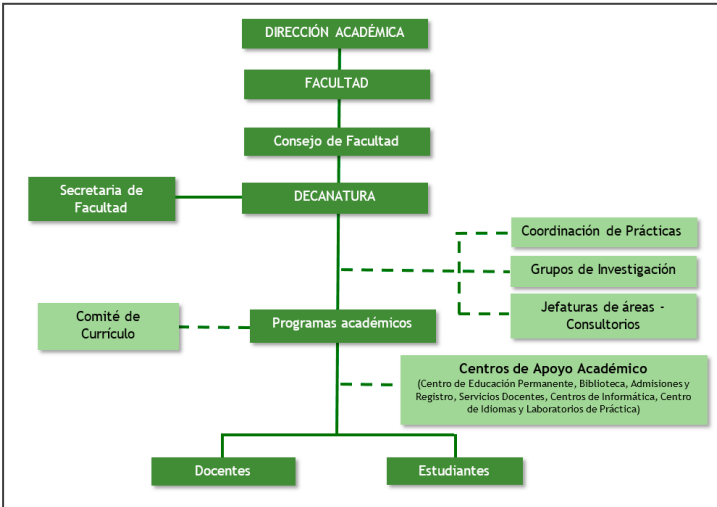 DIRECCIÓN ACADÉMICA
FACULTAD
Consejo de Facultad
Secretaria de
Facultad
DECANATURA
Coordinación de Prácticas
Grupos de Investigación
Jefaturas de áreas -
Consultorios
Comité de
Currículo
Programas académicos
Centros de Apoyo Académico
(Centro de Educación Permanente, Biblioteca, Admisiones y
Registro, Servicios Docentes, Centros de Informática, Centro
de Idiomas y Laboratorios de Práctica)
Docentes
Estudiantes